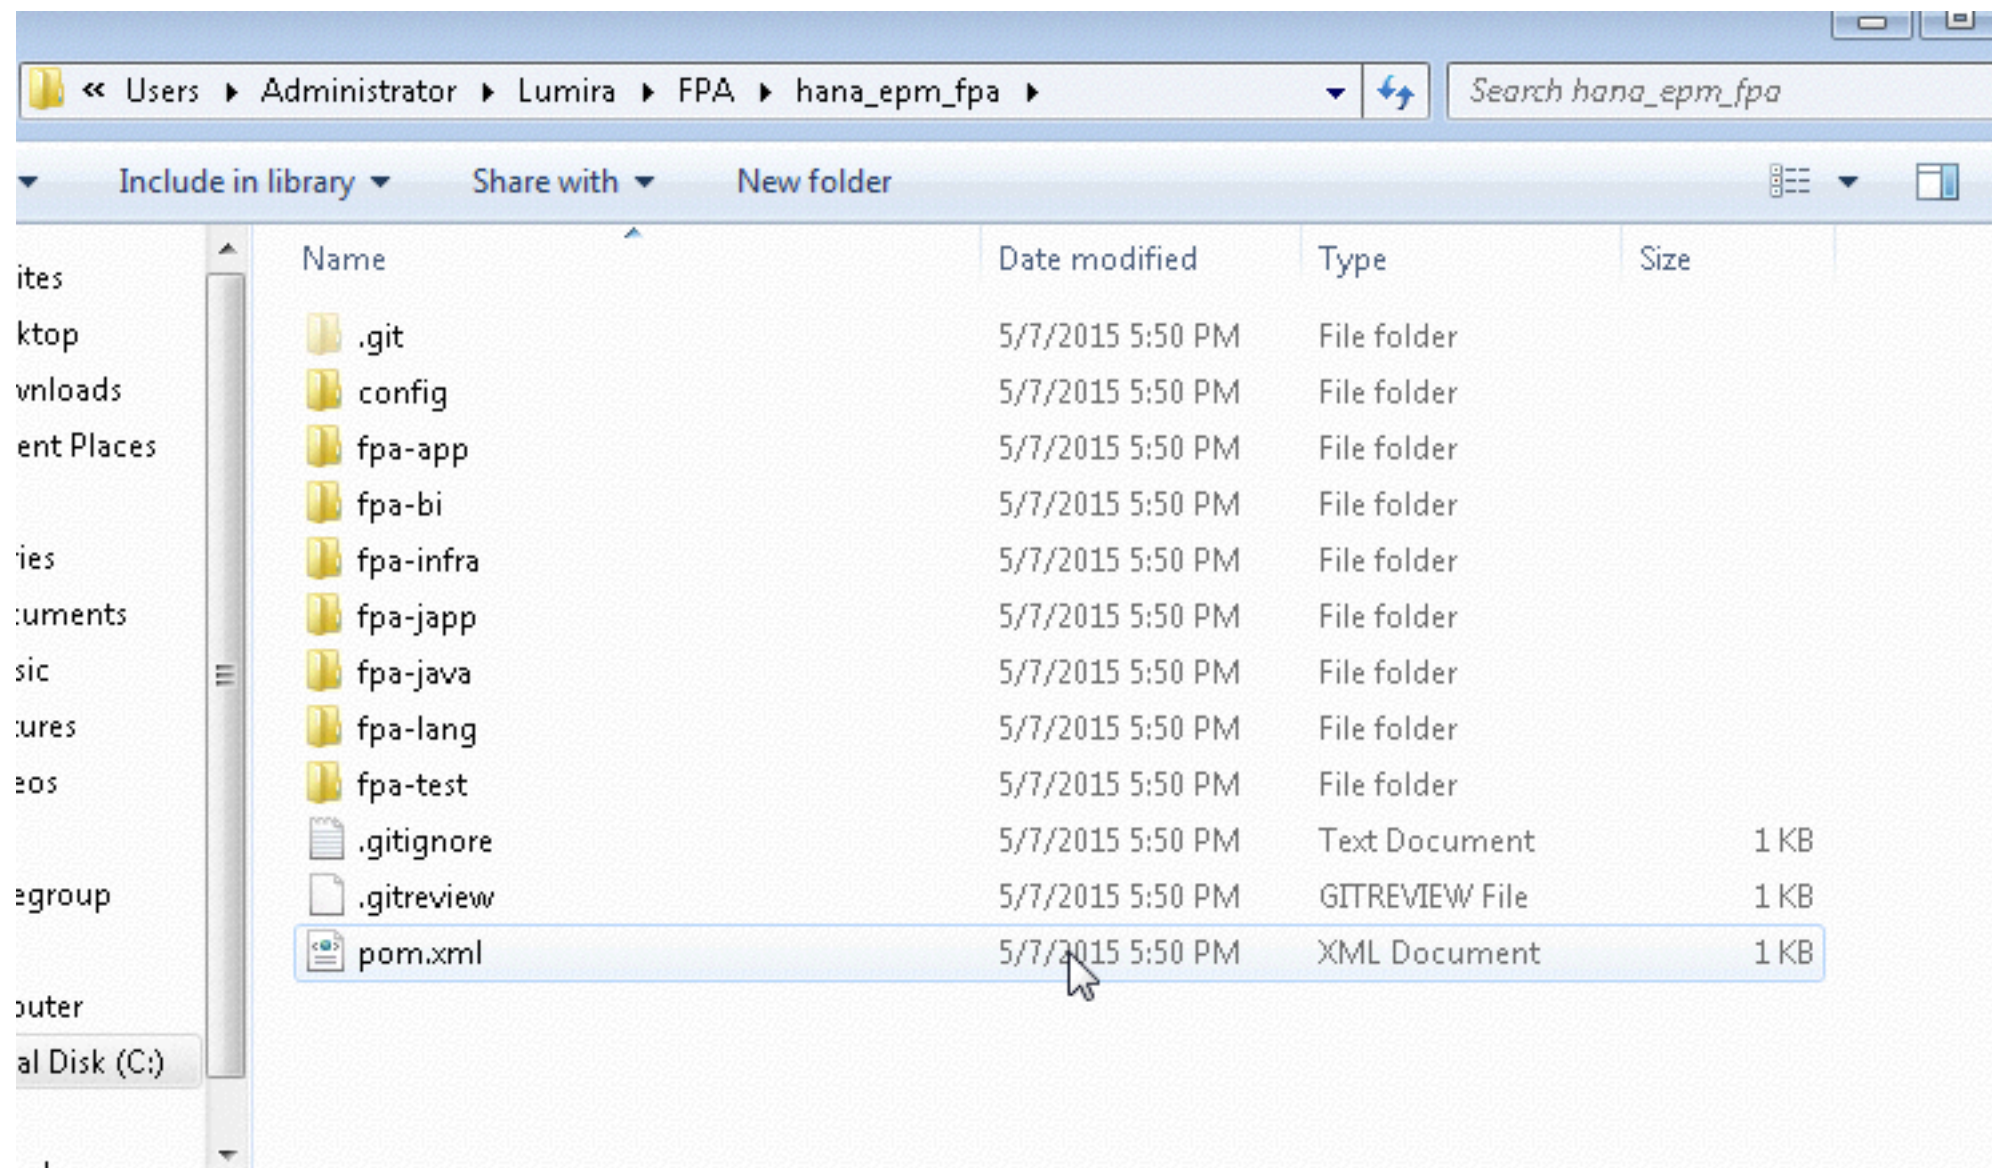 « Users ▸ Administrator ▸ Lumira ▸ FPA ▸ hana_epm_fpa ▸ Search hana_epm_fpa
Include in library Share with New folder
Name Date modified Type Size
ites
ktop
wnloads
ent Places
ries
cuments
sic
tures
eos
egroup
puter
al Disk (C:)
.git 5/7/2015 5:50 PM File folder
config 5/7/2015 5:50 PM File folder
fpa-app 5/7/2015 5:50 PM File folder
fpa-bi 5/7/2015 5:50 PM File folder
fpa-infra 5/7/2015 5:50 PM File folder
fpa-japp 5/7/2015 5:50 PM File folder
fpa-java 5/7/2015 5:50 PM File folder
fpa-lang 5/7/2015 5:50 PM File folder
fpa-test 5/7/2015 5:50 PM File folder
.gitignore 5/7/2015 5:50 PM Text Document 1 KB
.gitreview 5/7/2015 5:50 PM GITREVIEW File 1 KB
pom.xml 5/7/2015 5:50 PM XML Document 1 KB